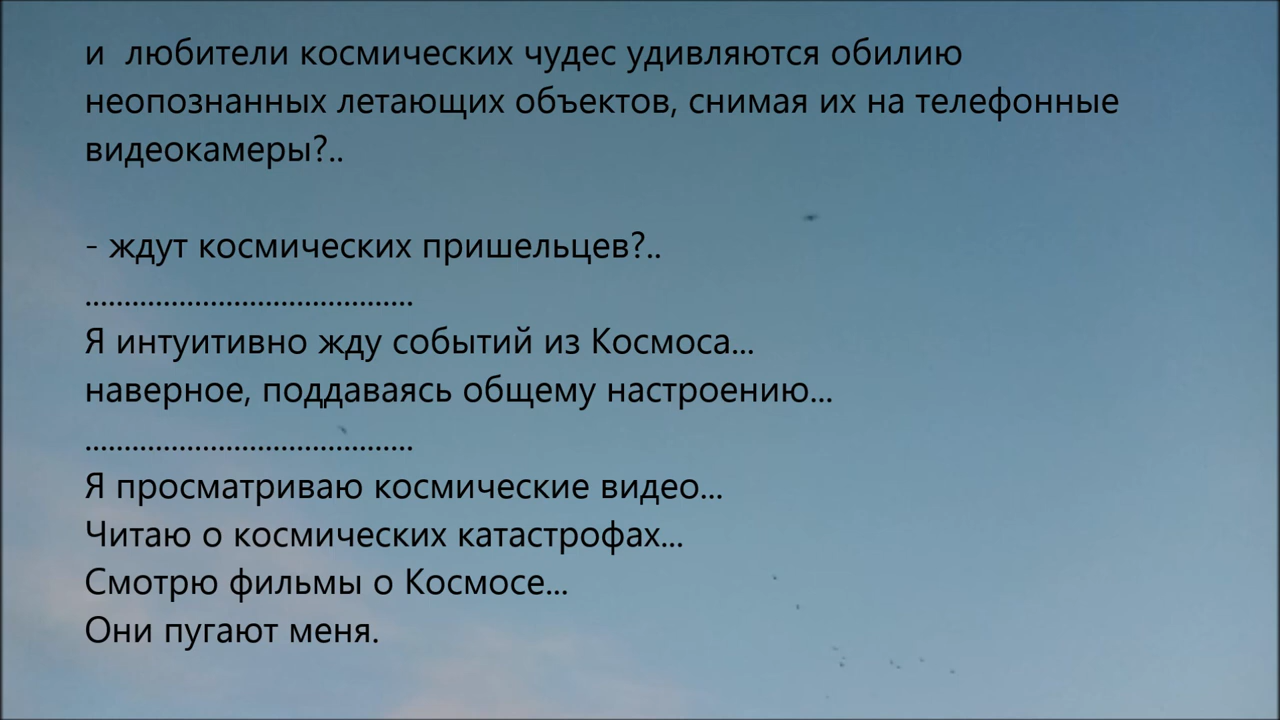 и  любители космических чудес удивляются обилию
неопознанных летающих объектов, снимая их на телефонные
видеокамеры?..
- ждут космических пришельцев?..
..........................................
Я интуитивно жду событий из Космоса...
наверное, поддаваясь общему настроению...
..........................................
Я просматриваю космические видео...
Читаю о космических катастрофах...
Смотрю фильмы о Космосе...
Они пугают меня.